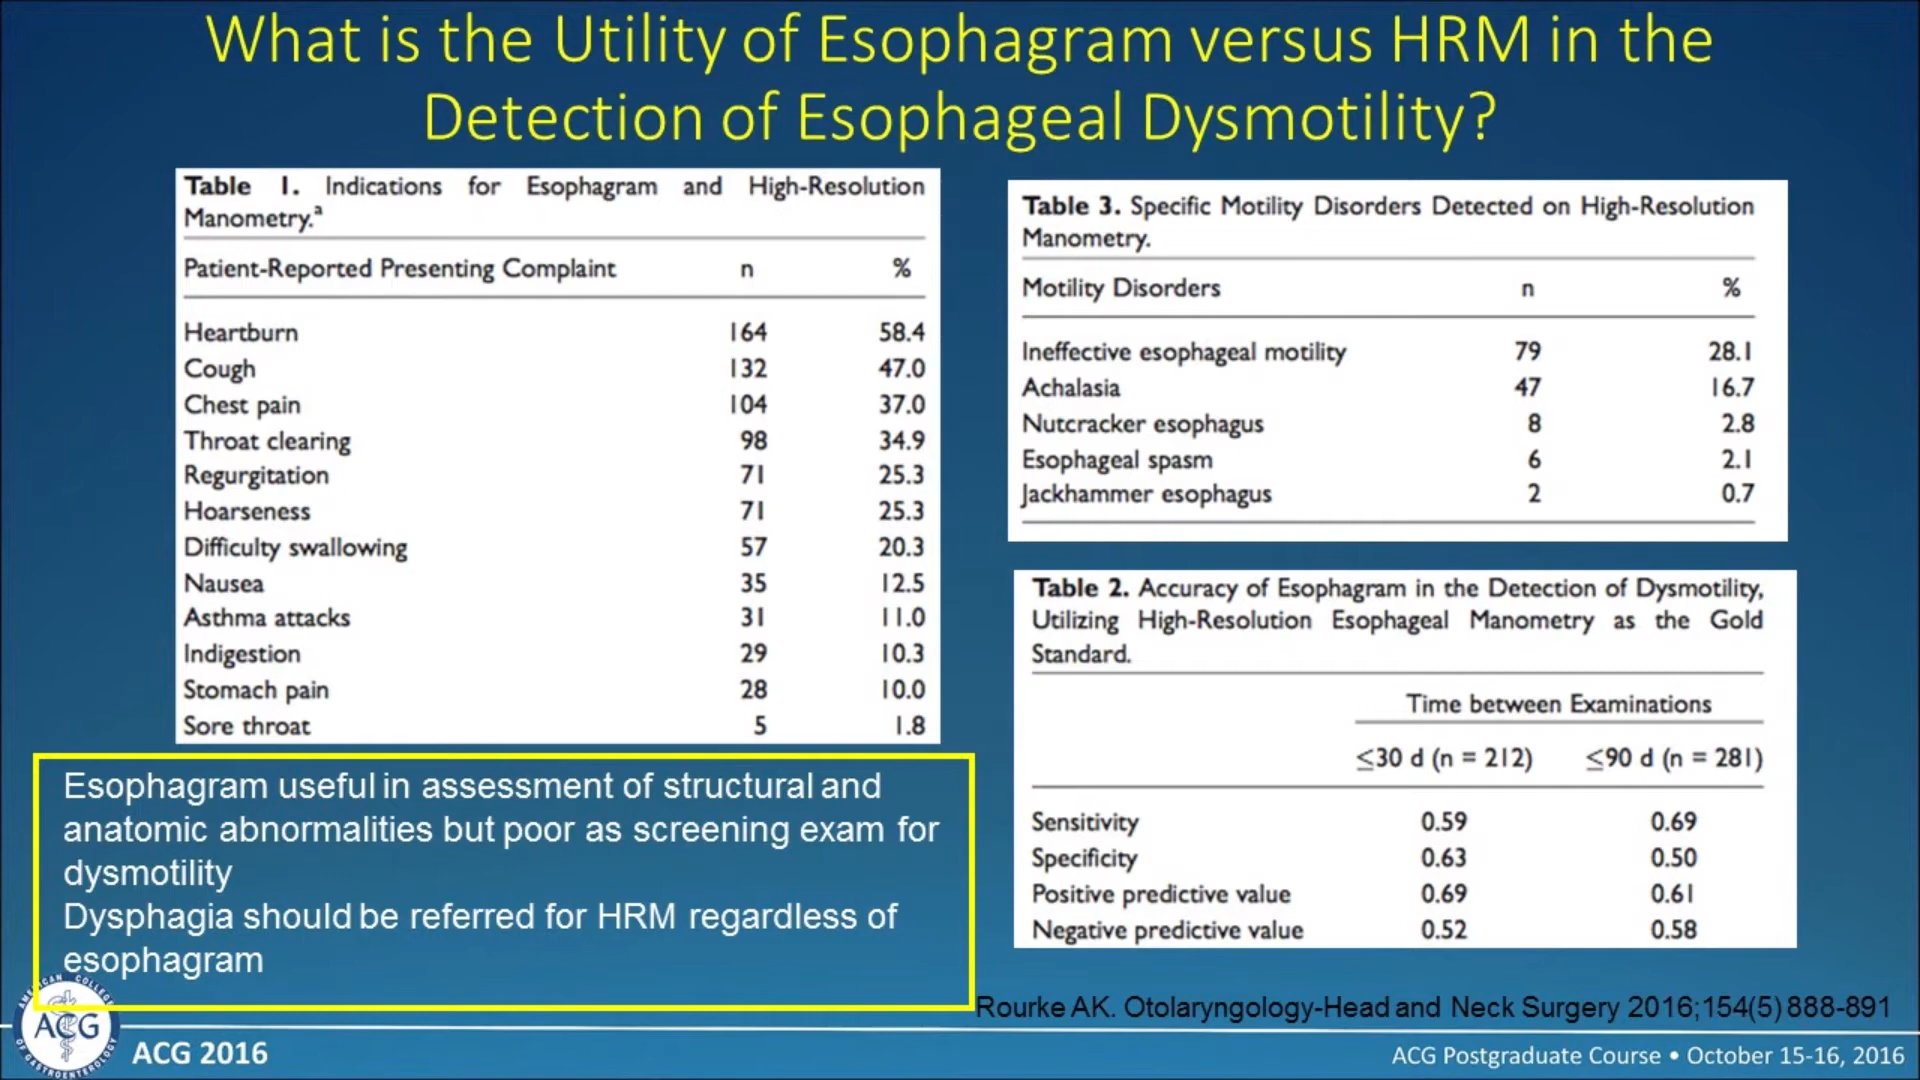 What is the Utility of Esophagram versus HRM in the
Detection of Esophageal Dysmotility?
Table 1. Indications for Esophagram and High-Resolution
Manometry.a
Patient-Reported Presenting Complaint n %
Heartburn 164 58.4
Cough 132 47.0
Chest pain 104 37.0
Throat clearing 98 34.9
Regurgitation 71 25.3
Hoarseness 71 25.3
Difficulty swallowing 57 20.3
Nausea 35 12.5
Asthma attacks 31 11.0
Indigestion 29 10.3
Stomach pain 28 10.0
Sore throat 5 1.8
Table 3. Specific Motility Disorders Detected on High-Resolution
Manometry.
Motility Disorders n %
Ineffective esophageal motility 79 28.1
Achalasia 47 16.7
Nutcracker esophagus 8 2.8
Esophageal spasm 6 2.1
Jackhammer esophagus 2 0.7
Table 2. Accuracy of Esophagram in the Detection of Dysmotility,
Utilizing High-Resolution Esophageal Manometry as the Gold
Standard.
Time between Examinations
≤30 d (n = 212) ≤90 d (n = 281)
Sensitivity 0.59 0.69
Specificity 0.63 0.50
Positive predictive value 0.69 0.61
Negative predictive value 0.52 0.58
Esophagram useful in assessment of structural and
anatomic abnormalities but poor as screening exam for
dysmotility
Dysphagia should be referred for HRM regardless of
esophagram
Rourke AK. Otolaryngology-Head and Neck Surgery 2016;154(5) 888-891
AMERICAN COLLEGE
ACG
OF GASTROENTEROLOGY
ACG 2016
ACG Postgraduate Course • October 15-16, 2016